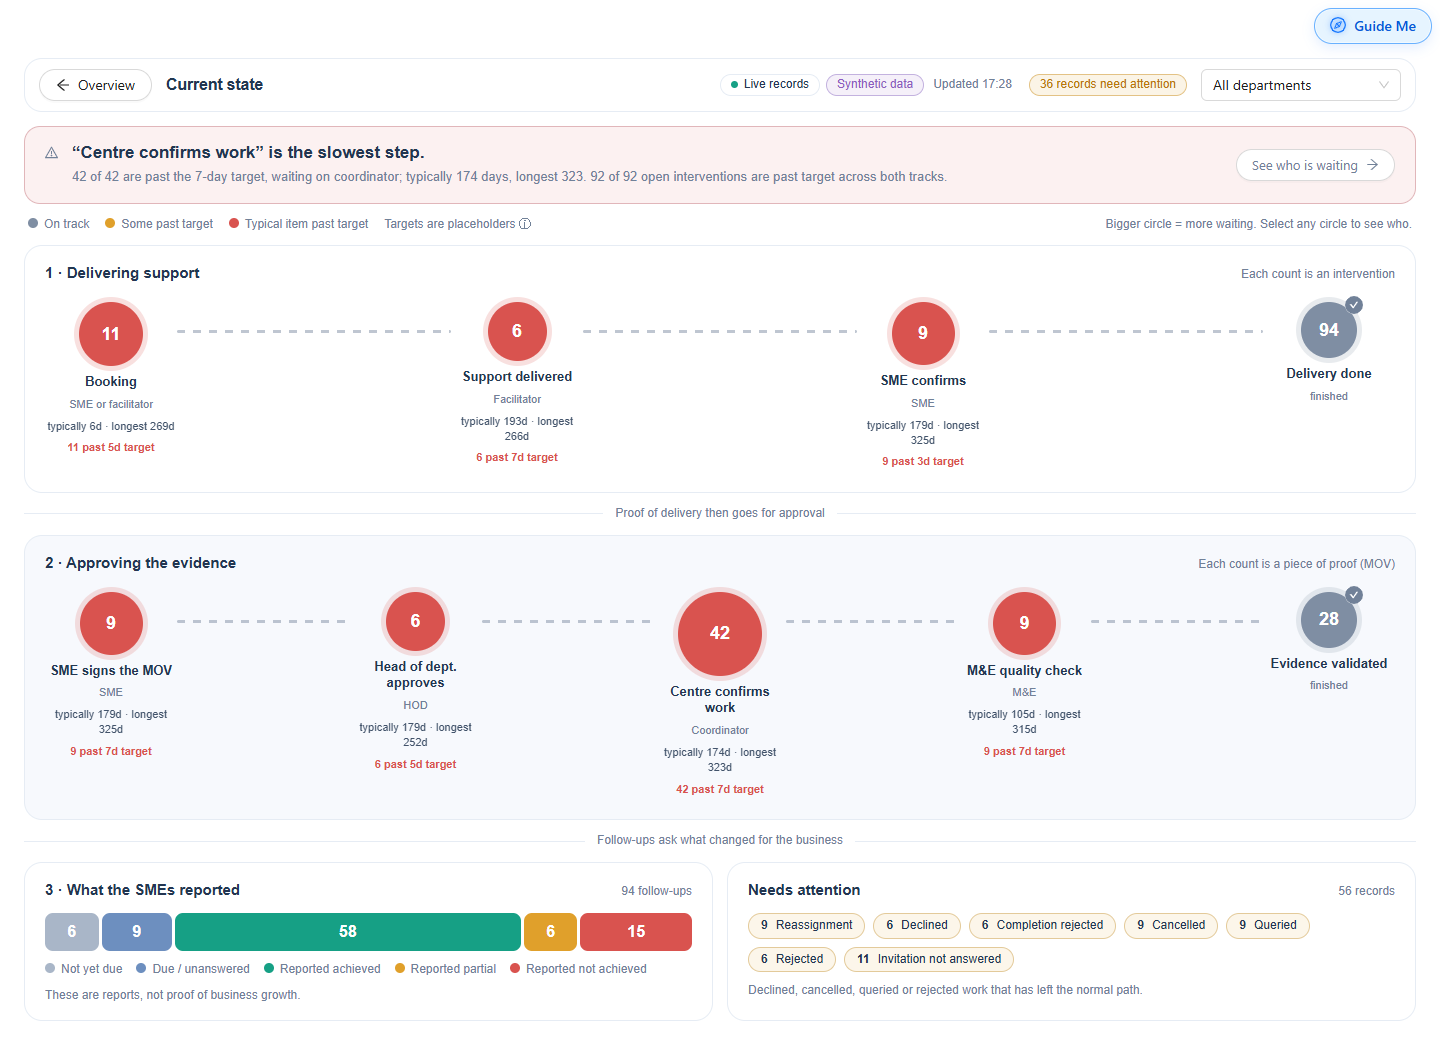 Guide Me
Overview
Current state
Live records
Synthetic data
Updated 17:28
36 records need attention
All departments
“Centre confirms work” is the slowest step.
42 of 42 are past the 7-day target, waiting on coordinator; typically 174 days, longest 323. 92 of 92 open interventions are past target across both tracks.
See who is waiting
On track
Some past target
Typical item past target
Targets are placeholders
Bigger circle = more waiting. Select any circle to see who.
1 · Delivering support
Each count is an intervention
11
Booking
SME or facilitator
typically 6d · longest 269d
11 past 5d target
6
Support delivered
Facilitator
typically 193d · longest
266d
6 past 7d target
9
SME confirms
SME
typically 179d · longest
325d
9 past 3d target
94
Delivery done
finished
Proof of delivery then goes for approval
2 · Approving the evidence
Each count is a piece of proof (MOV)
9
SME signs the MOV
SME
typically 179d · longest
325d
9 past 7d target
6
Head of dept.
approves
HOD
typically 179d · longest
252d
6 past 5d target
42
Centre confirms
work
Coordinator
typically 174d · longest
323d
42 past 7d target
9
M&E quality check
M&E
typically 105d · longest
315d
9 past 7d target
28
Evidence validated
finished
Follow-ups ask what changed for the business
3 · What the SMEs reported
94 follow-ups
6
9
58
6
15
Not yet due
Due / unanswered
Reported achieved
Reported partial
Reported not achieved
These are reports, not proof of business growth.
Needs attention
56 records
9 Reassignment
6 Declined
6 Completion rejected
9 Cancelled
9 Queried
6 Rejected
11 Invitation not answered
Declined, cancelled, queried or rejected work that has left the normal path.